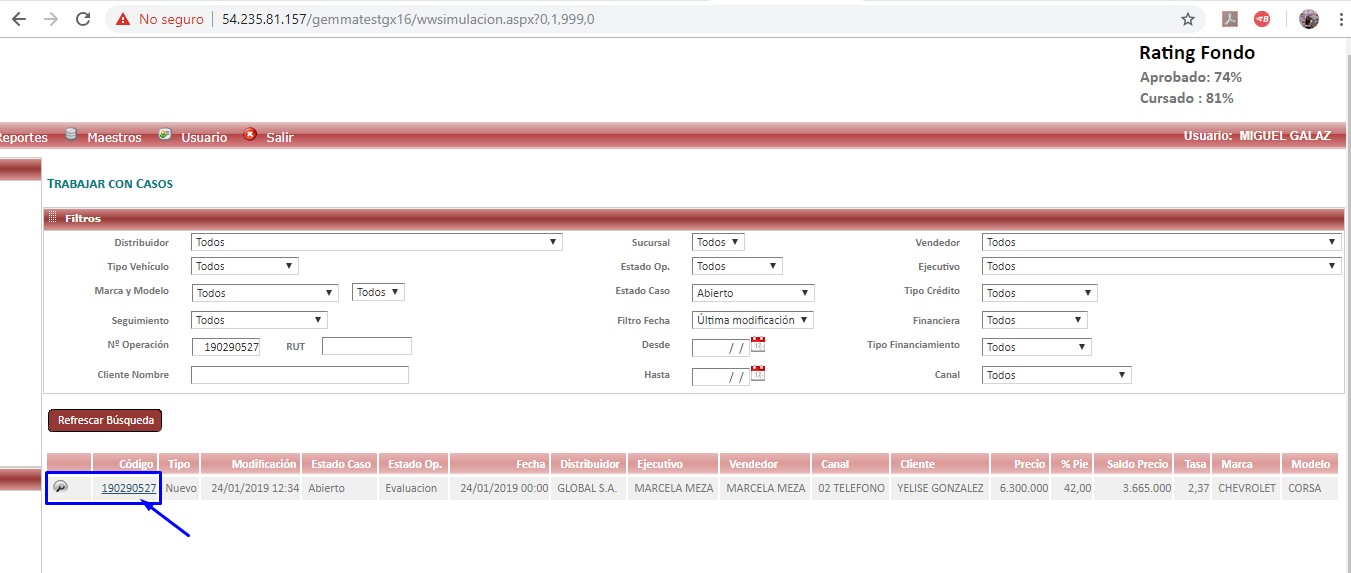 No seguro | 54.235.81.157/gemmatestgx16/wwsimulacion.aspx?0,1,999,0
Rating Fondo
Aprobado: 74%
Cursado : 81%
Reportes Maestros Usuario Salir Usuario: MIGUEL GALAZ
TRABAJAR CON CASOS
Filtros
Distribuidor Todos Sucursal Todos Vendedor Todos
Tipo Vehículo Todos Estado Op. Todos Ejecutivo Todos
Marca y Modelo Todos Todos Estado Caso Abierto Tipo Crédito Todos
Seguimiento Todos Filtro Fecha Última modificación Financiera Todos
Nº Operación 190290527 RUT Desde / / Tipo Financiamiento Todos
Cliente Nombre Hasta / / Canal Todos
Refrescar Búsqueda
Código Tipo Modificación Estado Caso Estado Op. Fecha Distribuidor Ejecutivo Vendedor Canal Cliente Precio % Pie Saldo Precio Tasa Marca Modelo
190290527 Nuevo 24/01/2019 12:34 Abierto Evaluacion 24/01/2019 00:00 GLOBAL S.A. MARCELA MEZA MARCELA MEZA 02 TELEFONO YELISE GONZALEZ 6.300.000 42,00 3.665.000 2,37 CHEVROLET CORSA